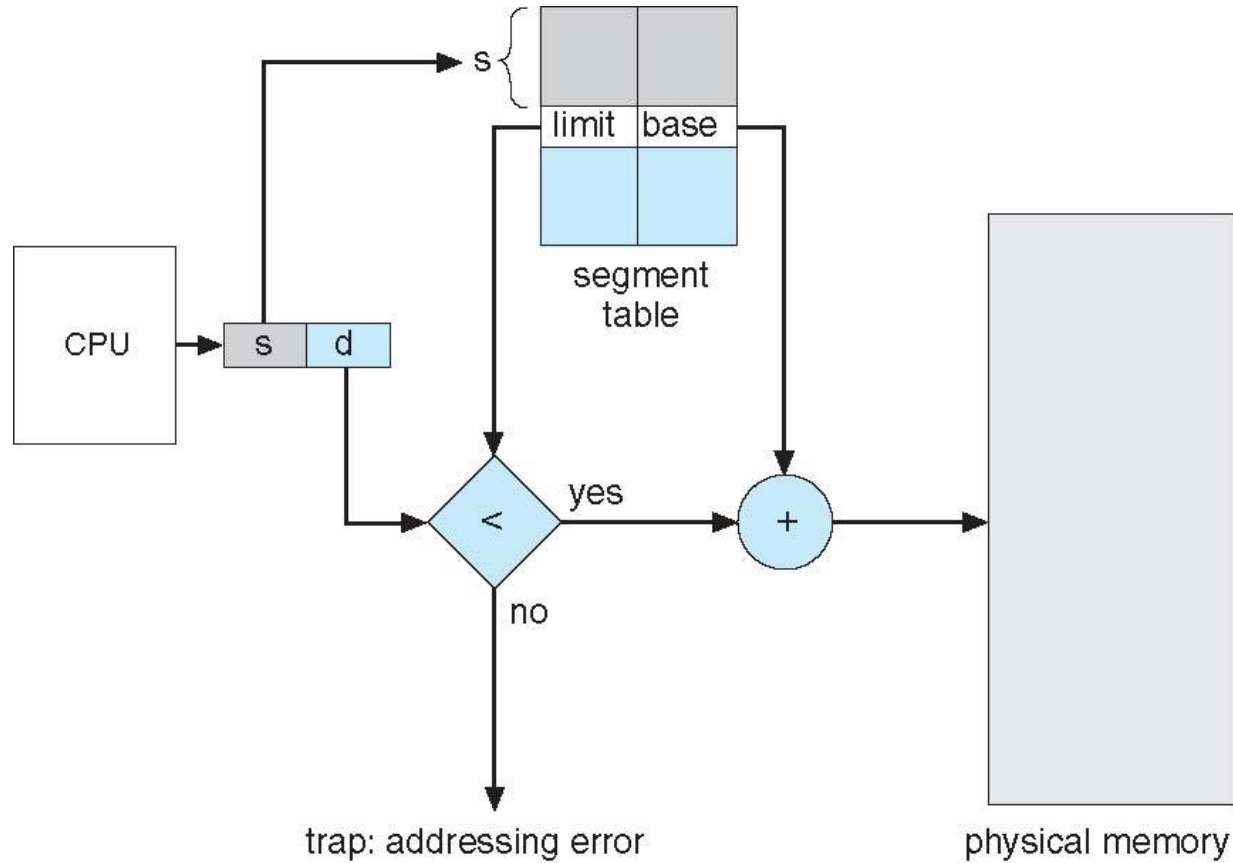 s
limit base
segment
table
CPU
s d
yes
<
+
no
trap: addressing error
physical memory